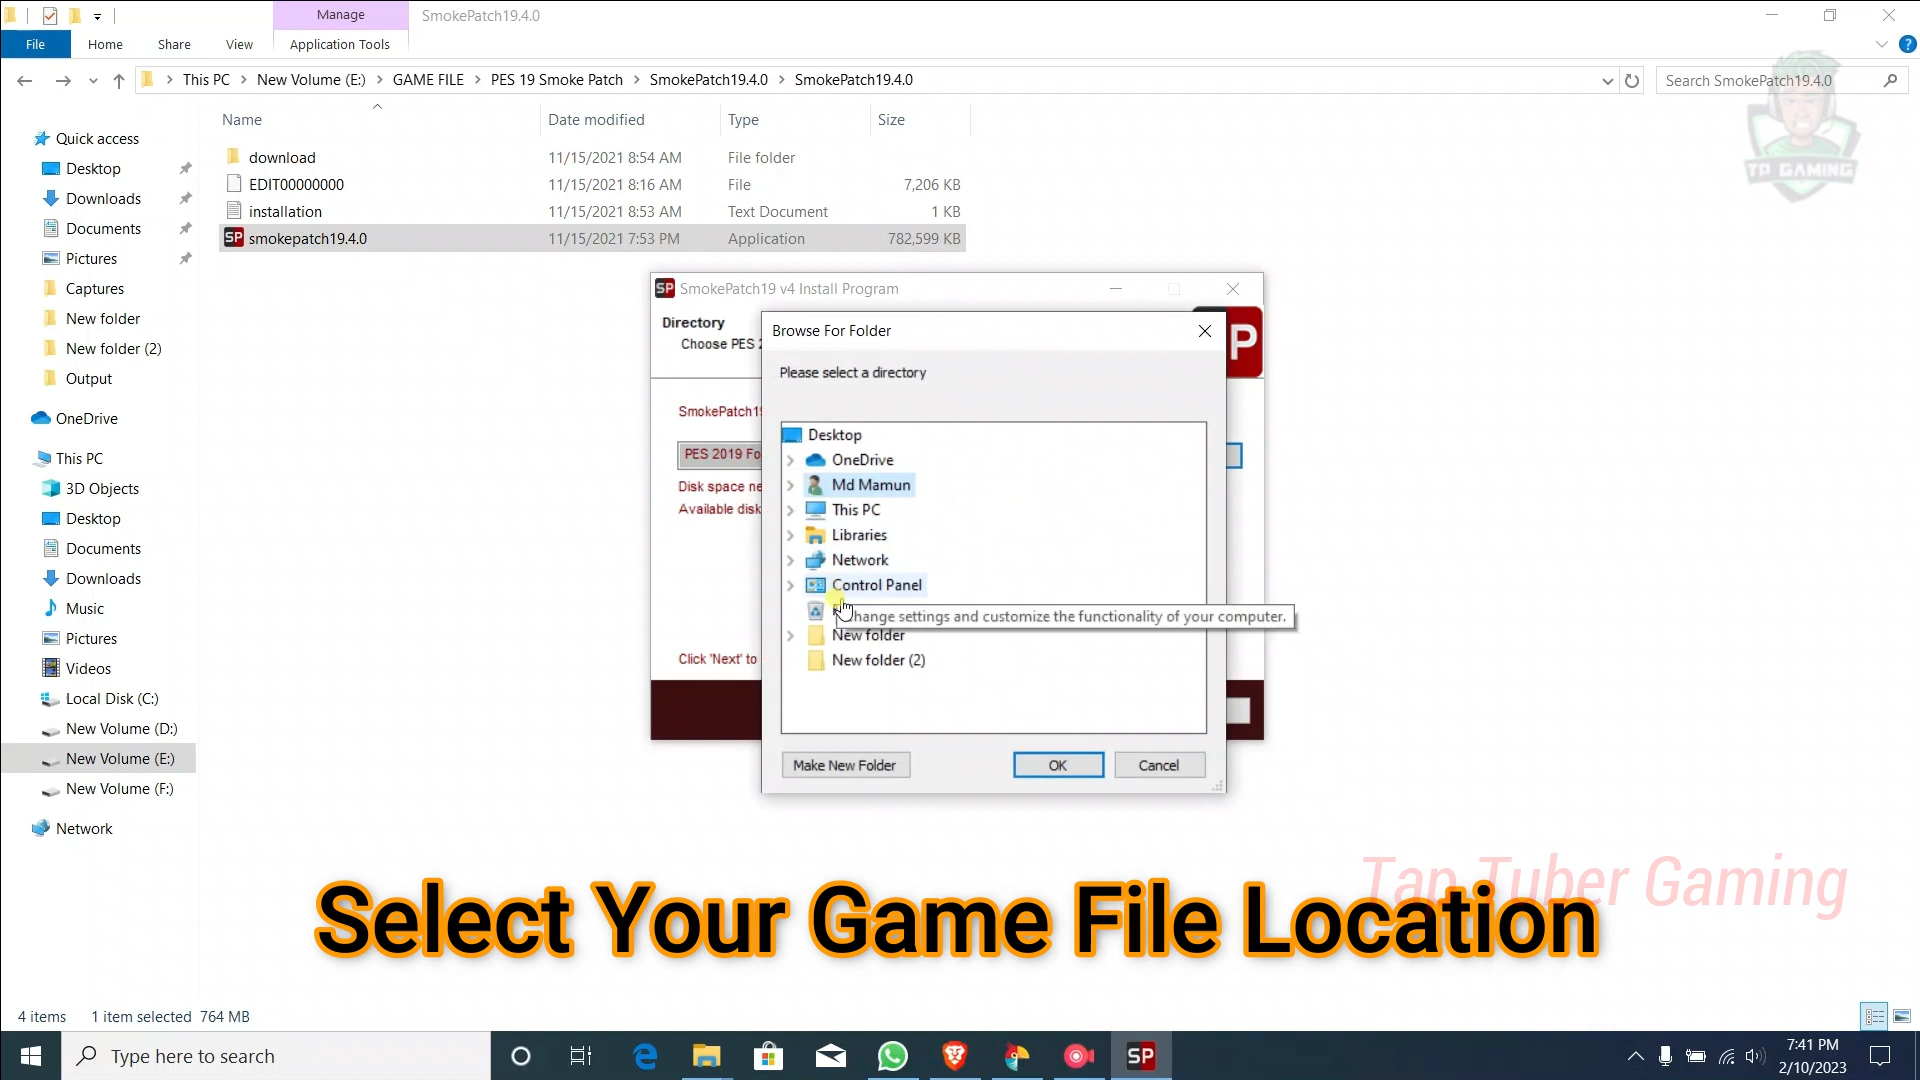 Manage
SmokePatch19.4.0
File
Home
Share
View
Application Tools
This PC
New Volume (E:)
GAME FILE
PES 19 Smoke Patch
SmokePatch19.4.0
SmokePatch19.4.0
Search SmokePatch19.4.0
TP GAMING
Name
Date modified
Type
Size
download
11/15/2021 8:54 AM
File folder
EDIT00000000
11/15/2021 8:16 AM
File
7,206 KB
installation
11/15/2021 8:53 AM
Text Document
1 KB
SP
smokepatch19.4.0
11/15/2021 7:53 PM
Application
782,599 KB
Quick access
Desktop
Downloads
Documents
Pictures
Captures
New folder
New folder (2)
Output
OneDrive
This PC
3D Objects
Desktop
Documents
Downloads
Music
Pictures
Videos
Local Disk (C:)
New Volume (D:)
New Volume (E:)
New Volume (F:)
Network
SP
SmokePatch19 v4 Install Program
Directory
Choose PES 2
P
SmokePatch19
PES 2019 Fo
Disk space ne
Available disk
Click 'Next' to
Browse For Folder
Please select a directory
Desktop
OneDrive
Md Mamun
This PC
Libraries
Network
Control Panel
hange settings and customize the functionality of your computer.
New folder
New folder (2)
Make New Folder
OK
Cancel
Tap Tuber Gaming
Select Your Game File Location
4 items
1 item selected 764 MB
Type here to search
SP
7:41 PM
2/10/2023